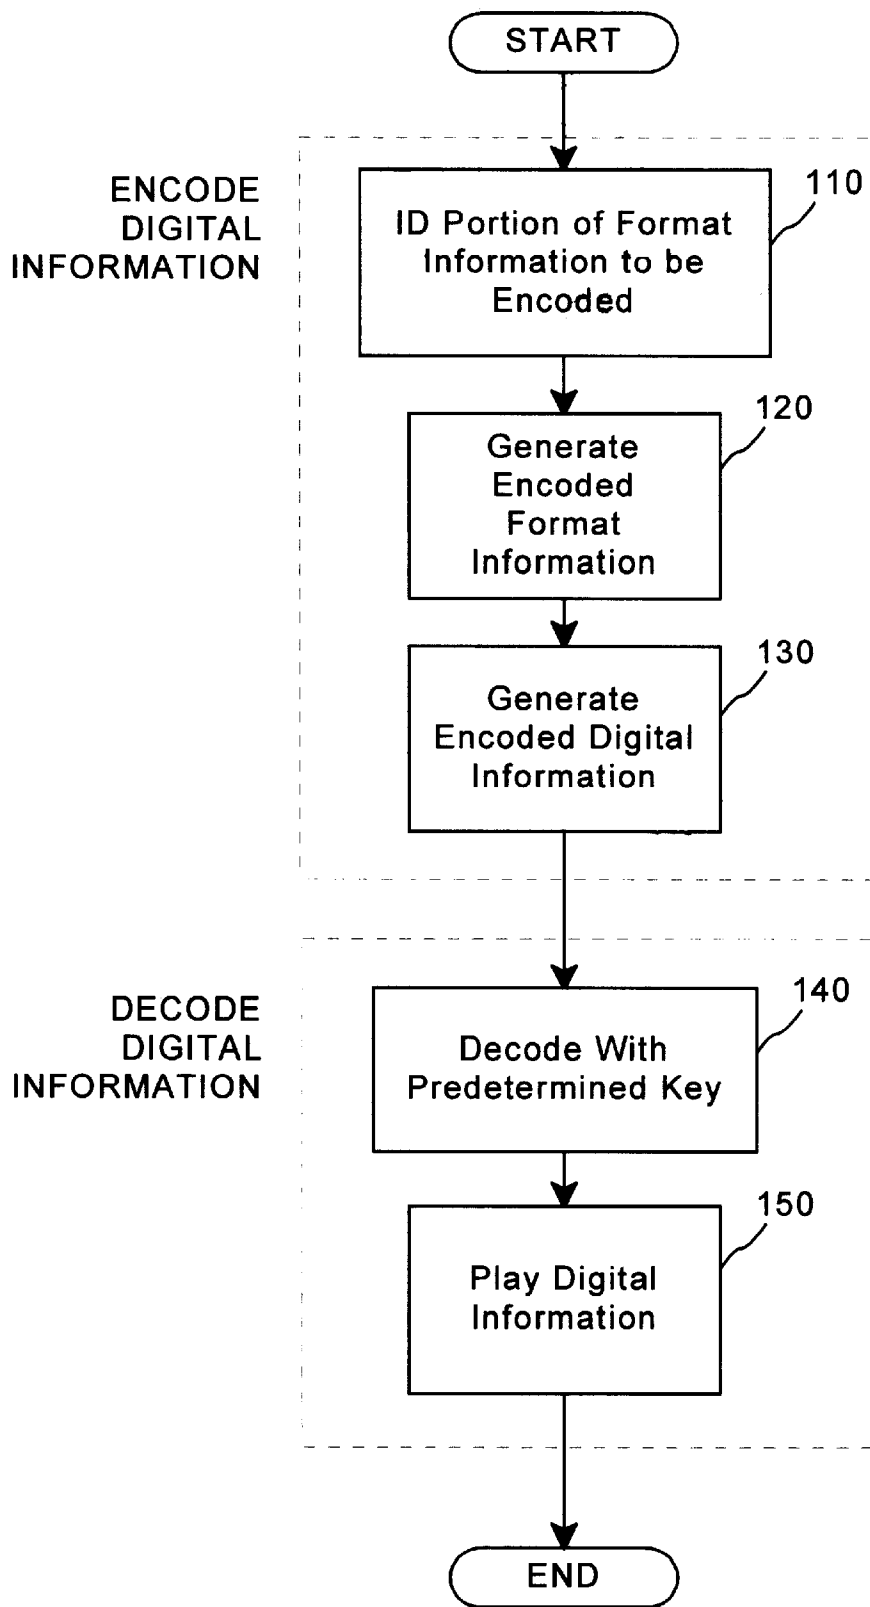 START
ENCODE
DIGITAL
INFORMATION
110
ID Portion of Format
Information to be
Encoded
120
Generate
Encoded
Format
Information
130
Generate
Encoded Digital
Information
DECODE
DIGITAL
INFORMATION
140
Decode With
Predetermined Key
150
Play Digital
Information
END